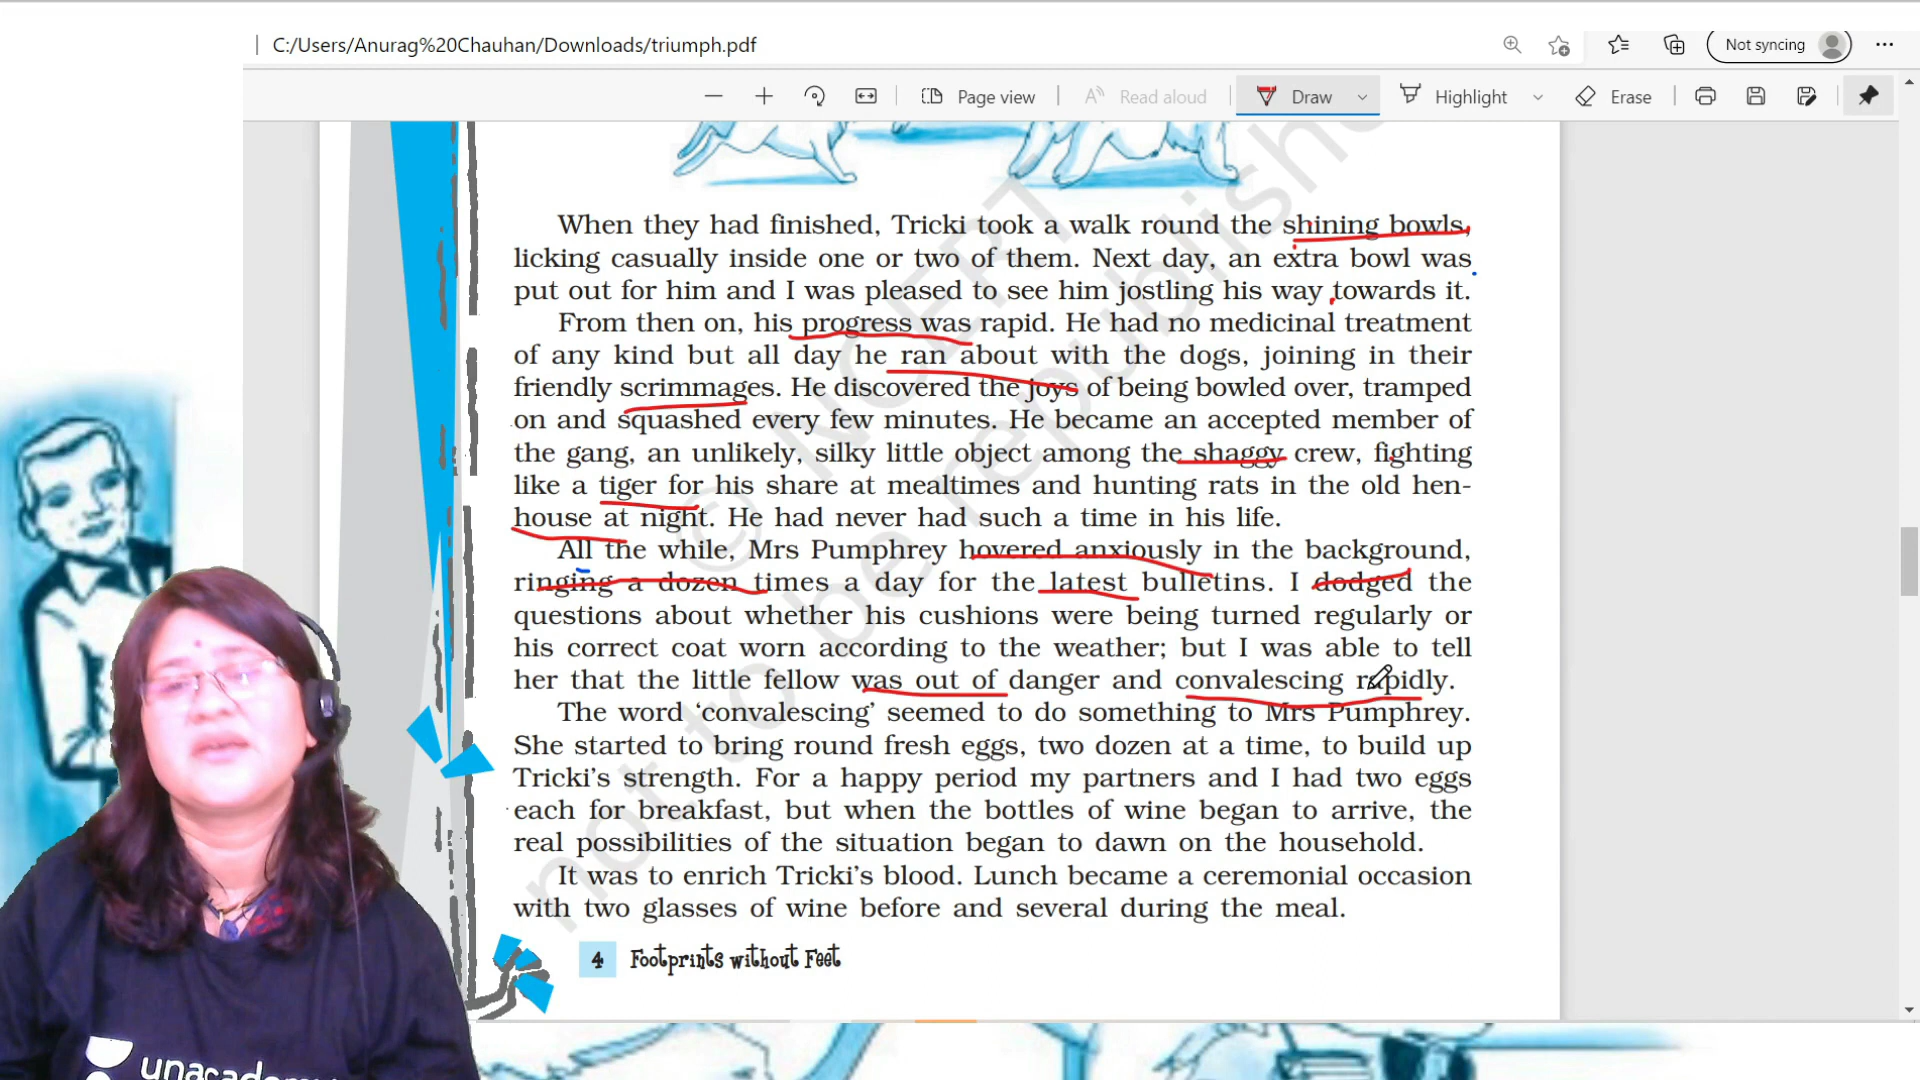 C:/Users/Anurag%20Chauhan/Downloads/triumph.pdf
Not syncing
Page view
Read aloud
Draw
Highlight
Erase
When they had finished, Tricki took a walk round the shining bowls,
licking casually inside one or two of them. Next day, an extra bowl was
put out for him and I was pleased to see him jostling his way towards it.
From then on, his progress was rapid. He had no medicinal treatment
of any kind but all day he ran about with the dogs, joining in their
friendly scrimmages. He discovered the joys of being bowled over, tramped
on and squashed every few minutes. He became an accepted member of
the gang, an unlikely, silky little object among the shaggy crew, fighting
like a tiger for his share at mealtimes and hunting rats in the old hen-
house at night. He had never had such a time in his life.
All the while, Mrs Pumphrey hovered anxiously in the background,
ringing a dozen times a day for the latest bulletins. I dodged the
questions about whether his cushions were being turned regularly or
his correct coat worn according to the weather; but I was able to tell
her that the little fellow was out of danger and convalescing rapidly.
The word ‘convalescing’ seemed to do something to Mrs Pumphrey.
She started to bring round fresh eggs, two dozen at a time, to build up
Tricki’s strength. For a happy period my partners and I had two eggs
each for breakfast, but when the bottles of wine began to arrive, the
real possibilities of the situation began to dawn on the household.
It was to enrich Tricki’s blood. Lunch became a ceremonial occasion
with two glasses of wine before and several during the meal.
4 Footprints without Feet
© NCERT
not to be republished
unacademy